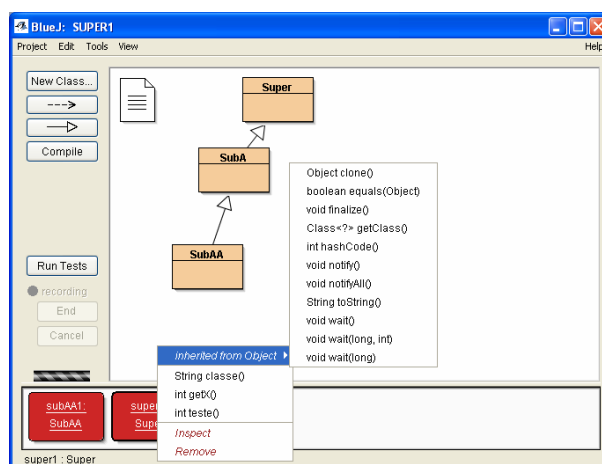 BlueJ: SUPER1
Project Edit Tools View Help
New Class...
--->
Compile
Run Tests
recording
End
Cancel
Super
SubA
SubAA
Object clone()
boolean equals(Object)
void finalize()
Class<?> getClass()
int hashCode()
void notify()
void notifyAll()
String toString()
void wait()
void wait(long, int)
void wait(long)
inherited from Object
String classe()
int getX()
int teste()
Inspect
Remove
subAA1:
SubAA
super
Supe
super1 : Super